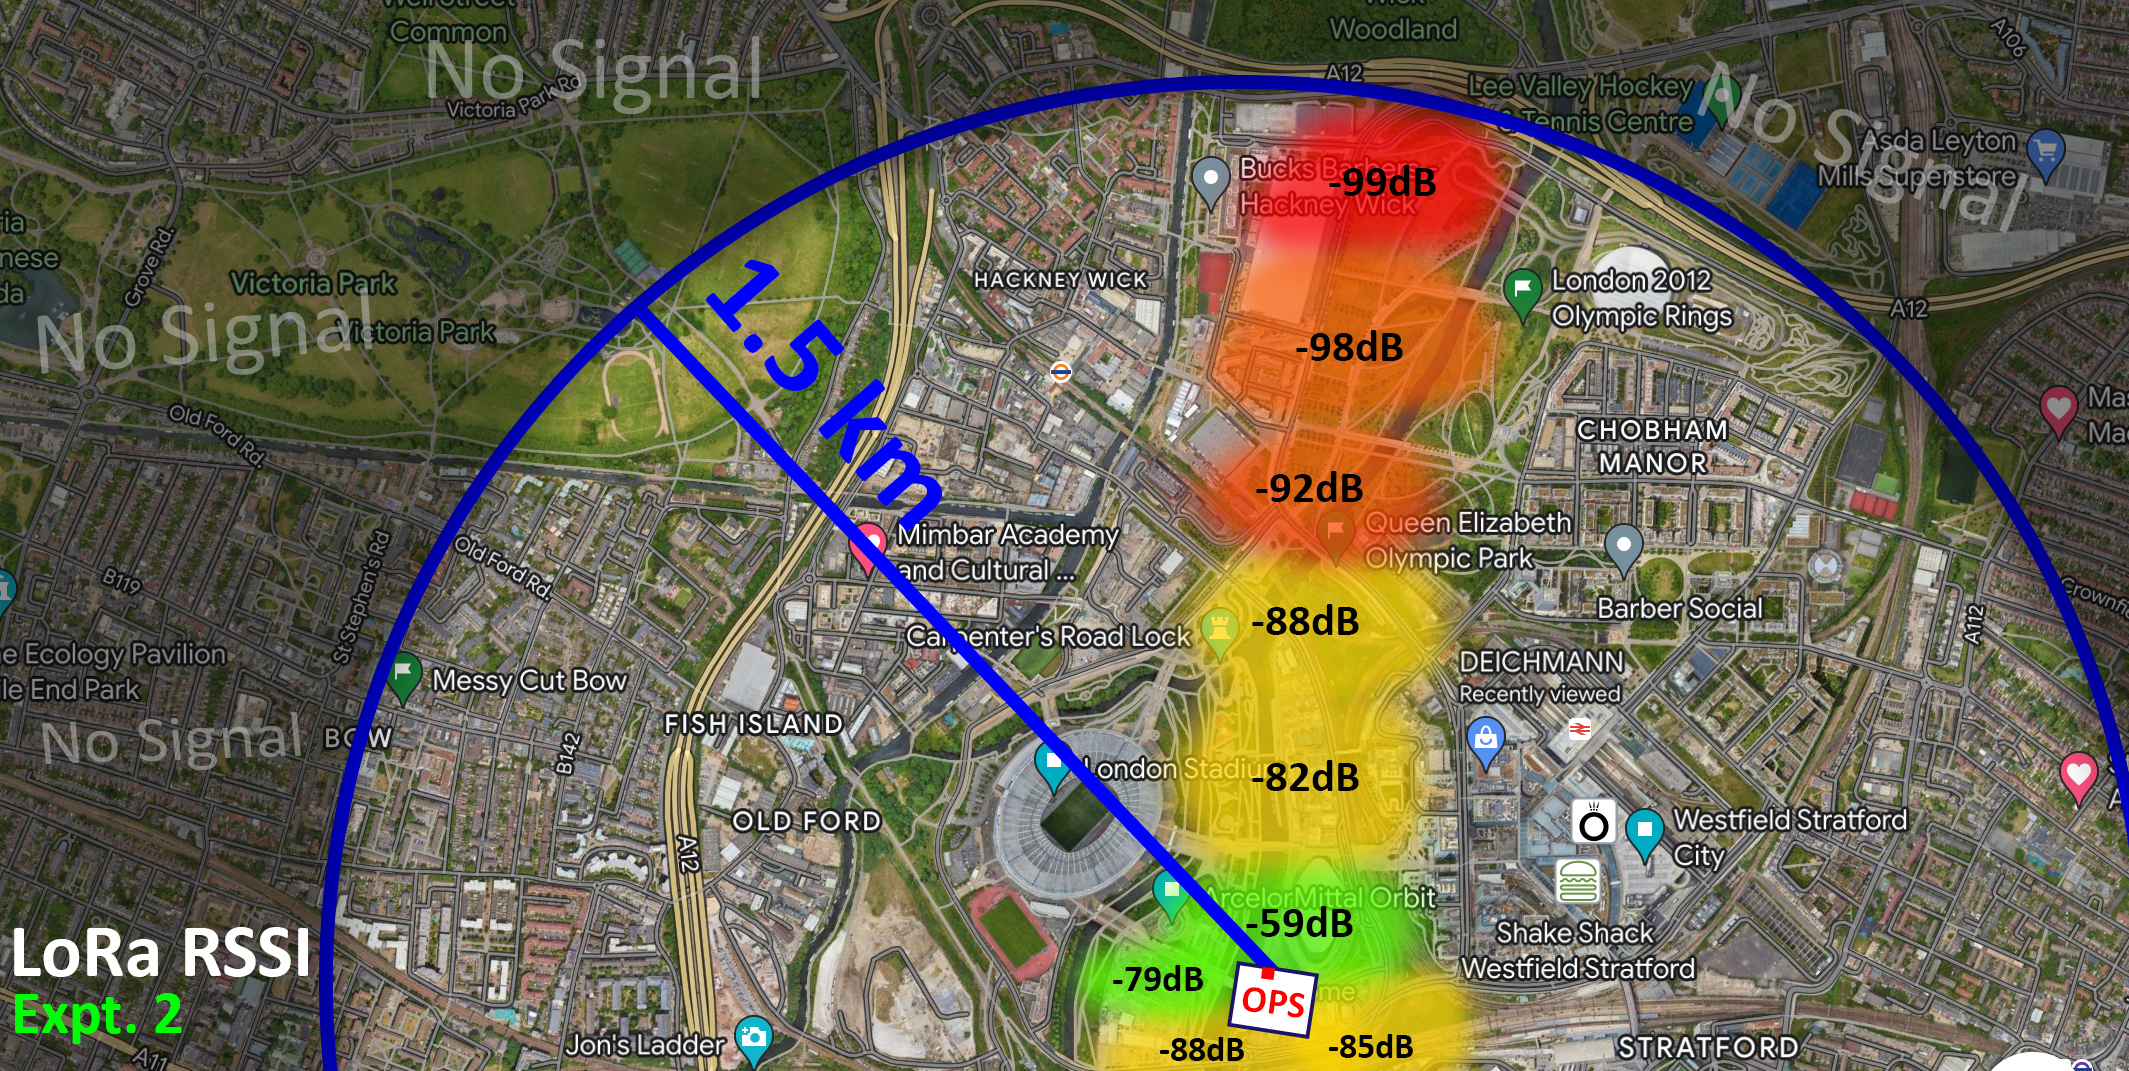 Common
No Signal
Woodland
A106
Victoria Park Rd
A12
Lee Valley Hockey
& Tennis Centre
No Signal
Asda Leyton
Mills Superstore
Bucks Barbers
Hackney Wick
-99dB
Grove Rd.
Victoria Park
Victoria Park
No Signal
1.5 km
HACKNEY WICK
London 2012
Olympic Rings
A12
-98dB
Old Ford Rd.
CHOBHAM
MANOR
-92dB
Queen Elizabeth
Olympic Park
Mimbar Academy
and Cultural ...
Old Ford Rd.
B119
St Stephen's Rd
Barber Social
A112
Carpenter's Road Lock
-88dB
Ecology Pavilion
End Park
Messy Cut Bow
DEICHMANN
Recently viewed
No Signal
BOW
B142
FISH ISLAND
London Stadium
-82dB
OLD FORD
A12
Westfield Stratford
City
ArcelorMittal Orbit
-59dB
Shake Shack
Westfield Stratford
LoRa RSSI
Expt. 2
-79dB
OPS
Jon's Ladder
-88dB
-85dB
STRATFORD
A11